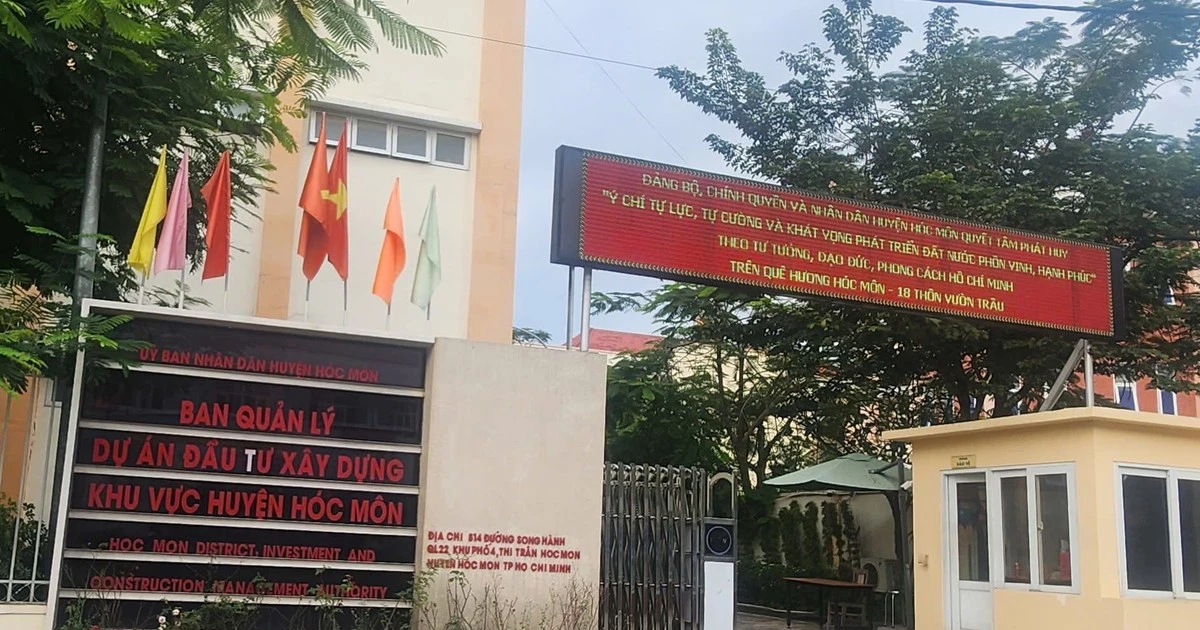 ĐẢNG BỘ, CHÍNH QUYỀN VÀ NHÂN DÂN HUYỆN HÓC MÔN QUYẾT TÂM PHÁT HUY
"Ý CHÍ TỰ LỰC, TỰ CƯỜNG VÀ KHÁT VỌNG PHÁT TRIỂN ĐẤT NƯỚC PHỒN VINH, HẠNH PHÚC"
THEO TƯ TƯỞNG, ĐẠO ĐỨC, PHONG CÁCH HỒ CHÍ MINH
TRÊN QUÊ HƯƠNG HÓC MÔN - 18 THÔN VƯỜN TRẦU
ỦY BAN NHÂN DÂN HUYỆN HÓC MÔN
BAN QUẢN LÝ
DỰ ÁN ĐẦU TƯ XÂY DỰNG
KHU VỰC HUYỆN HÓC MÔN
HOC MON DISTRICT INVESTMENT AND
CONSTRUCTION MANAGEMENT AUTHORITY
ĐỊA CHỈ 814 ĐƯỜNG SONG HÀNH
QL22, KHU PHỐ 4, THỊ TRẤN HOC MON
HUYỆN HÓC MÔN TP HỒ CHÍ MINH
BẢO VỆ